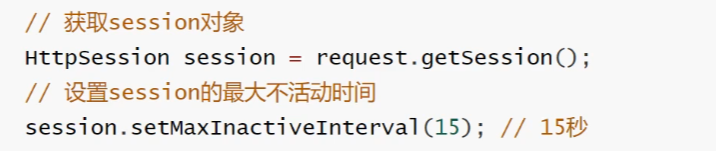 // 获取session对象
HttpSession session = request.getSession();
// 设置session的最大不活动时间
session.setMaxInactiveInterval(15); // 15秒